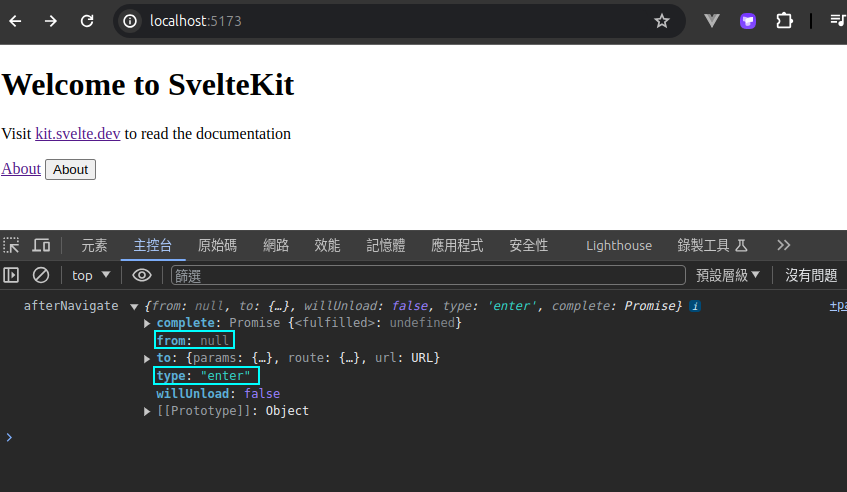 localhost:5173
Welcome to SvelteKit
Visit kit.svelte.dev to read the documentation
About About
元素 主控台 原始碼 網路 效能 記憶體 應用程式 安全性 Lighthouse 錄製工具
top 篩選 預設層級 沒有問題
afterNavigate {from: null, to: {…}, willUnload: false, type: 'enter', complete: Promise} i +pa
complete: Promise {<fulfilled>: undefined}
from: null
to: {params: {…}, route: {…}, url: URL}
type: "enter"
willUnload: false
[[Prototype]]: Object